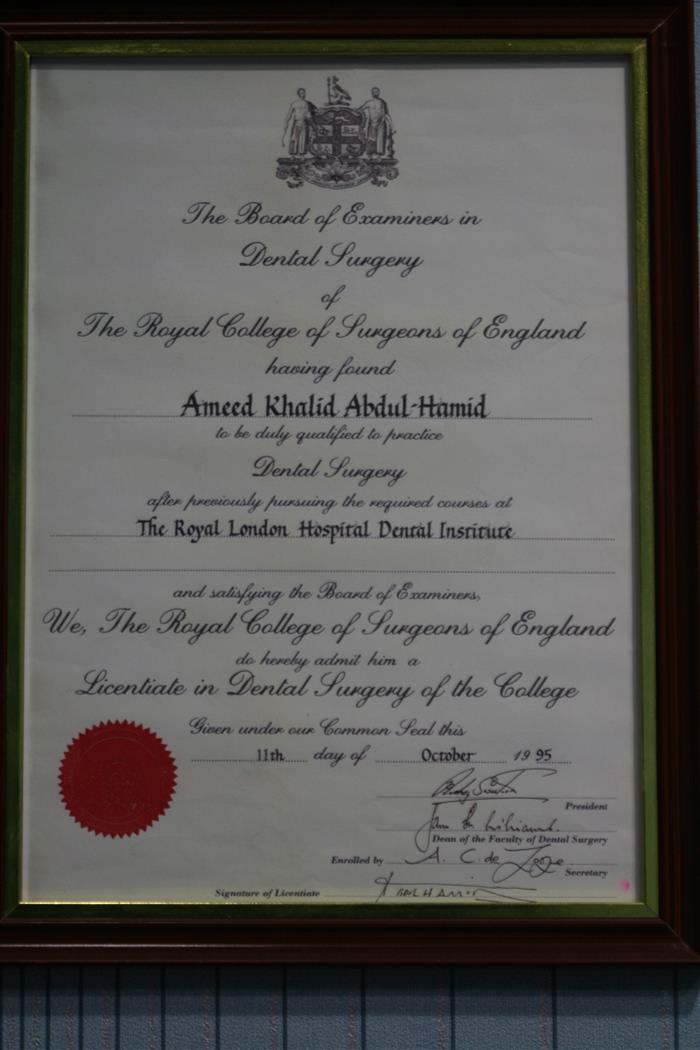 The Board of Examiners in
Dental Surgery
of
The Royal College of Surgeons of England
having found
Ameed Khalid Abdul-Hamid
to be duly qualified to practice
Dental Surgery
after previously pursuing the required courses at
The Royal London Hospital Dental Institute
and satisfying the Board of Examiners,
We, The Royal College of Surgeons of England
do hereby admit him a
Licentiate in Dental Surgery of the College
Given under our Common Seal this
11th day of October 1995
President
Dean of the Faculty of Dental Surgery
Enrolled by A. C. de
Secretary
Signature of Licentiate